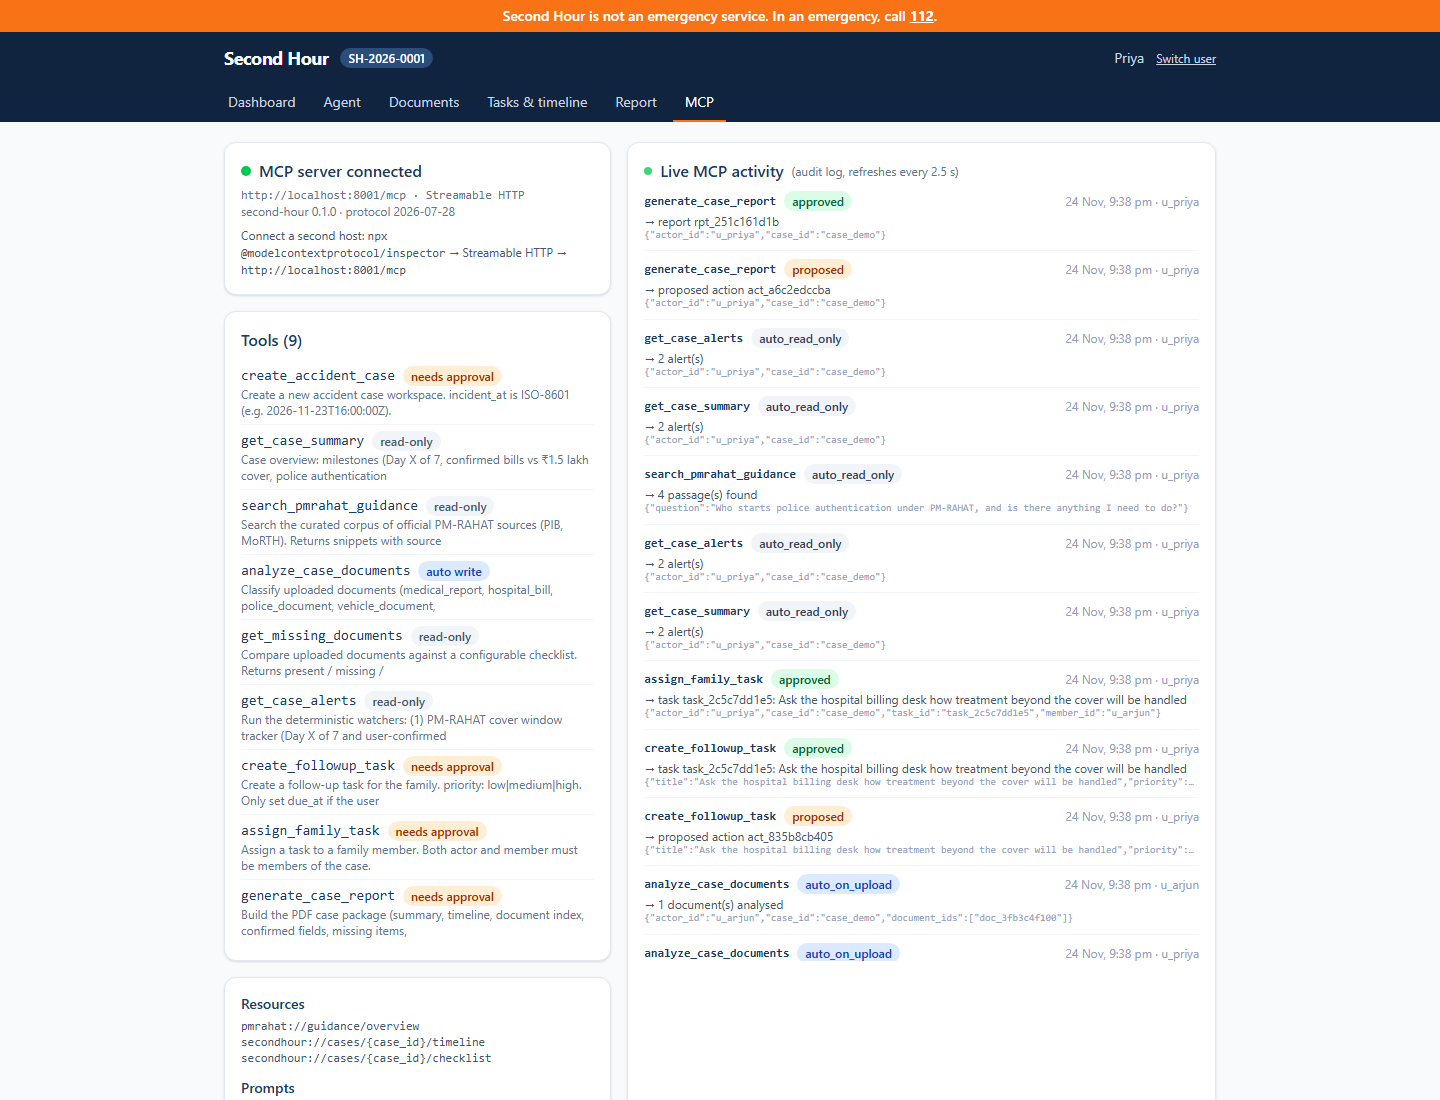 Second Hour is not an emergency service. In an emergency, call 112.
Second Hour SH-2026-0001
Priya Switch user
Dashboard Agent Documents Tasks & timeline Report MCP
MCP server connected
http://localhost:8001/mcp · Streamable HTTP
second-hour 0.1.0 · protocol 2026-07-28
Connect a second host: npx
@modelcontextprotocol/inspector → Streamable HTTP →
http://localhost:8001/mcp
Tools (9)
create_accident_case needs approval
Create a new accident case workspace. incident_at is ISO-8601
(e.g. 2026-11-23T16:00:00Z).
get_case_summary read-only
Case overview: milestones (Day X of 7, confirmed bills vs ₹1.5 lakh
cover, police authentication
search_pmrahat_guidance read-only
Search the curated corpus of official PM-RAHAT sources (PIB,
MoRTH). Returns snippets with source
analyze_case_documents auto write
Classify uploaded documents (medical_report, hospital_bill,
police_document, vehicle_document,
get_missing_documents read-only
Compare uploaded documents against a configurable checklist.
Returns present / missing /
get_case_alerts read-only
Run the deterministic watchers: (1) PM-RAHAT cover window
tracker (Day X of 7 and user-confirmed
create_followup_task needs approval
Create a follow-up task for the family. priority: low|medium|high.
Only set due_at if the user
assign_family_task needs approval
Assign a task to a family member. Both actor and member must
be members of the case.
generate_case_report needs approval
Build the PDF case package (summary, timeline, document index,
confirmed fields, missing items,
Resources
pmrahat://guidance/overview
secondhour://cases/{case_id}/timeline
secondhour://cases/{case_id}/checklist
Prompts
Live MCP activity (audit log, refreshes every 2.5 s)
generate_case_report approved 24 Nov, 9:38 pm · u_priya
→ report rpt_251c161d1b
{"actor_id":"u_priya","case_id":"case_demo"}
generate_case_report proposed 24 Nov, 9:38 pm · u_priya
→ proposed action act_a6c2edccba
{"actor_id":"u_priya","case_id":"case_demo"}
get_case_alerts auto_read_only 24 Nov, 9:38 pm · u_priya
→ 2 alert(s)
{"actor_id":"u_priya","case_id":"case_demo"}
get_case_summary auto_read_only 24 Nov, 9:38 pm · u_priya
→ 2 alert(s)
{"actor_id":"u_priya","case_id":"case_demo"}
search_pmrahat_guidance auto_read_only 24 Nov, 9:38 pm · u_priya
→ 4 passage(s) found
{"question":"Who starts police authentication under PM-RAHAT, and is there anything I need to do?"}
get_case_alerts auto_read_only 24 Nov, 9:38 pm · u_priya
→ 2 alert(s)
{"actor_id":"u_priya","case_id":"case_demo"}
get_case_summary auto_read_only 24 Nov, 9:38 pm · u_priya
→ 2 alert(s)
{"actor_id":"u_priya","case_id":"case_demo"}
assign_family_task approved 24 Nov, 9:38 pm · u_priya
→ task task_2c5c7dd1e5: Ask the hospital billing desk how treatment beyond the cover will be handled
{"actor_id":"u_priya","case_id":"case_demo","task_id":"task_2c5c7dd1e5","member_id":"u_arjun"}
create_followup_task approved 24 Nov, 9:38 pm · u_priya
→ task task_2c5c7dd1e5: Ask the hospital billing desk how treatment beyond the cover will be handled
{"title":"Ask the hospital billing desk how treatment beyond the cover will be handled","priority":…
create_followup_task proposed 24 Nov, 9:38 pm · u_priya
→ proposed action act_835b8cb405
{"title":"Ask the hospital billing desk how treatment beyond the cover will be handled","priority":…
analyze_case_documents auto_on_upload 24 Nov, 9:38 pm · u_arjun
→ 1 document(s) analysed
{"actor_id":"u_arjun","case_id":"case_demo","document_ids":["doc_3fb3c4f100"]}
analyze_case_documents auto_on_upload 24 Nov, 9:38 pm · u_priya